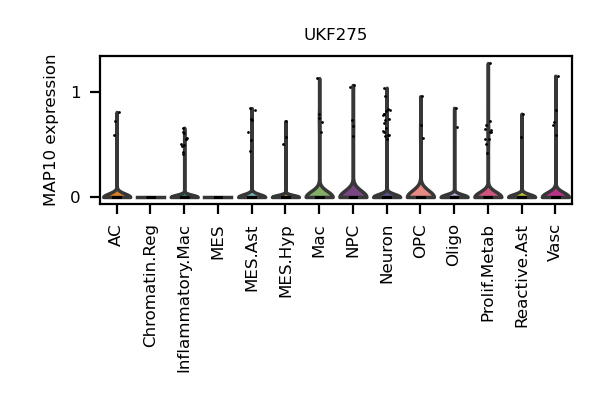 UKF275
MAP10 expression
1
0
AC
Chromatin.Reg
Inflammatory.Mac
MES
MES.Ast
MES.Hyp
Mac
NPC
Neuron
OPC
Oligo
Prolif.Metab
Reactive.Ast
Vasc